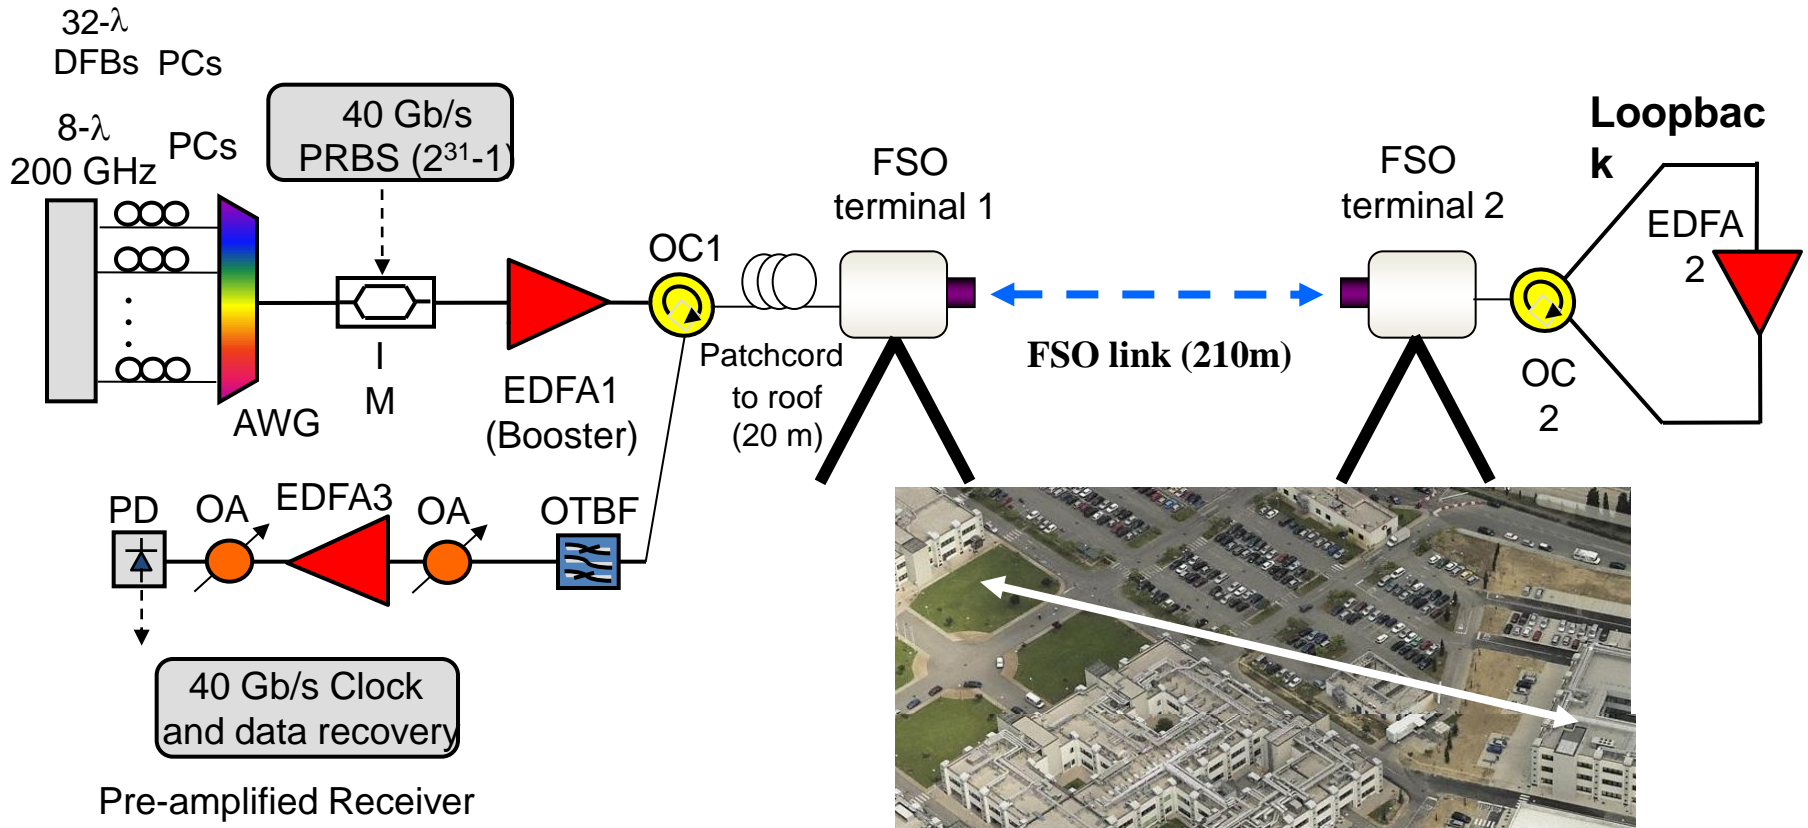 32-λ
DFBs PCs
8-λ
200 GHz
PCs
40 Gb/s
PRBS (2³¹-1)
AWG
I
M
EDFA1
(Booster)
OC1
Patchcord
to roof
(20 m)
FSO
terminal 1
FSO link (210m)
FSO
terminal 2
OC
2
Loopbac
k
EDFA
2
PD
OA
EDFA3
OA
OTBF
40 Gb/s Clock
and data recovery
Pre-amplified Receiver